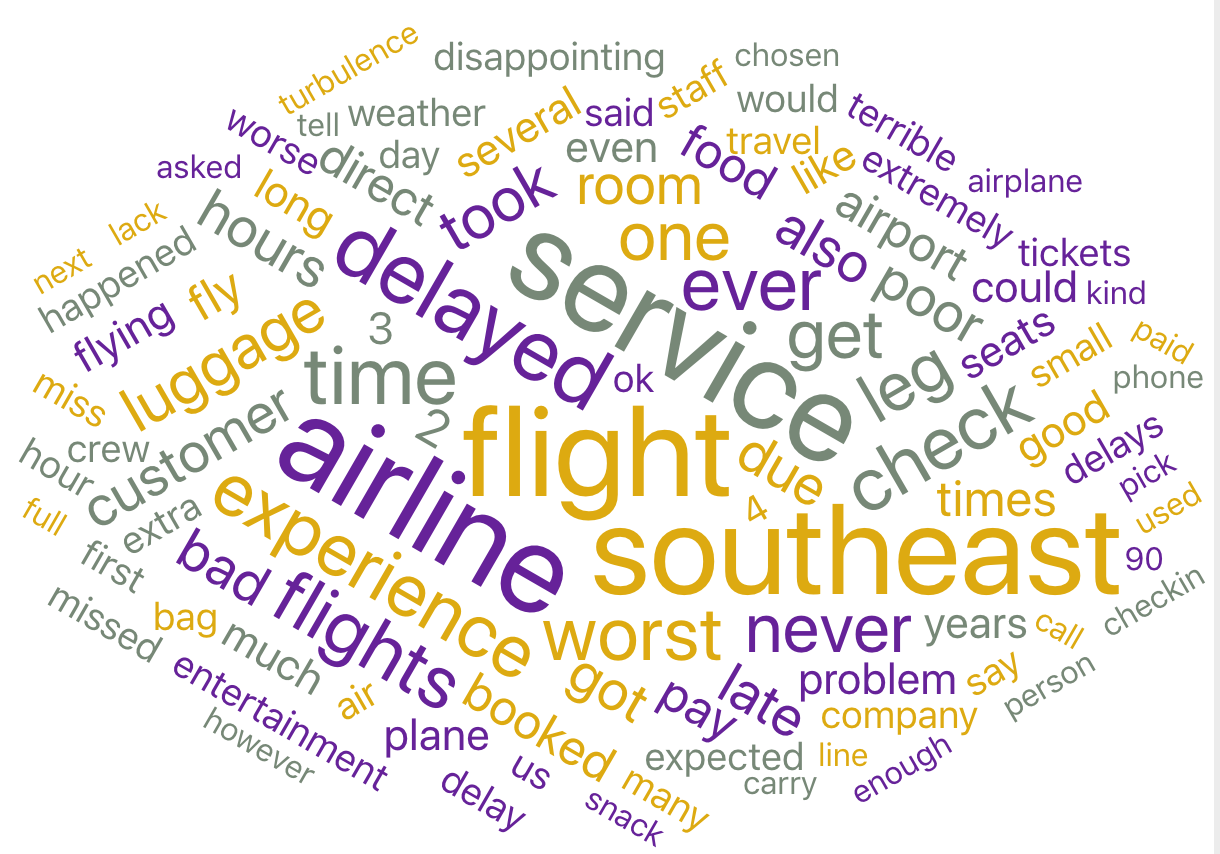 turbulence
disappointing
chosen
tell
weather
several
said
staff
would
terrible
worse
day
even
travel
asked
direct
took
room
food
like
extremely
airplane
lack
long
hours
delayed
service
one
also
airport
tickets
next
happened
ever
poor
could
kind
flying
fly
luggage
3
time
ok
get
leg
seats
small
paid
phone
miss
customer
2
airline
flight
due
check
good
delays
pick
crew
hour
full
extra
experience
4
southeast
times
used
90
first
bad
flights
worst
never
years
call
checkin
missed
bag
much
air
booked
got
pay
late
problem
say
person
entertainment
however
plane
us
expected
company
line
enough
carry
delay
snack
many